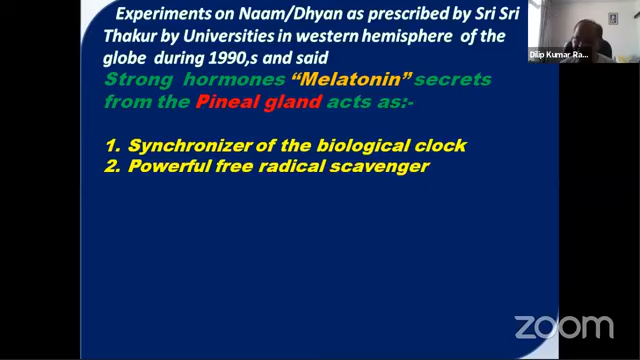 Experiments on Naam/Dhyan as prescribed by Sri Sri
Thakur by Universities in western hemisphere of the
globe during 1990,s and said
Strong hormones “Melatonin” secrets
from the Pineal gland acts as:-
1. Synchronizer of the biological clock
2. Powerful free radical scavenger
Dilip Kumar Ra...
zoom